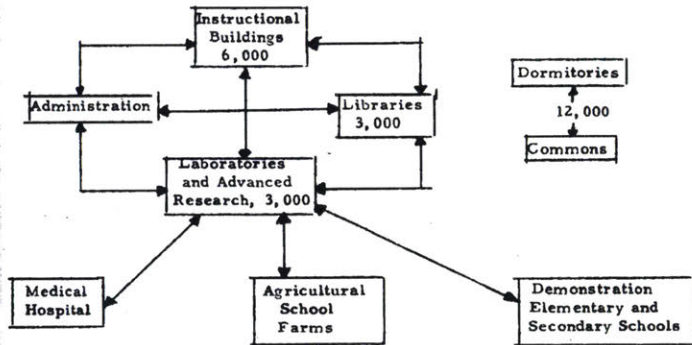 Instructional
Buildings
6,000
Dormitories
12,000
Commons
Administration
Libraries
3,000
Laboratories
and Advanced
Research, 3,000
Medical
Hospital
Agricultural
School
Farms
Demonstration
Elementary and
Secondary Schools